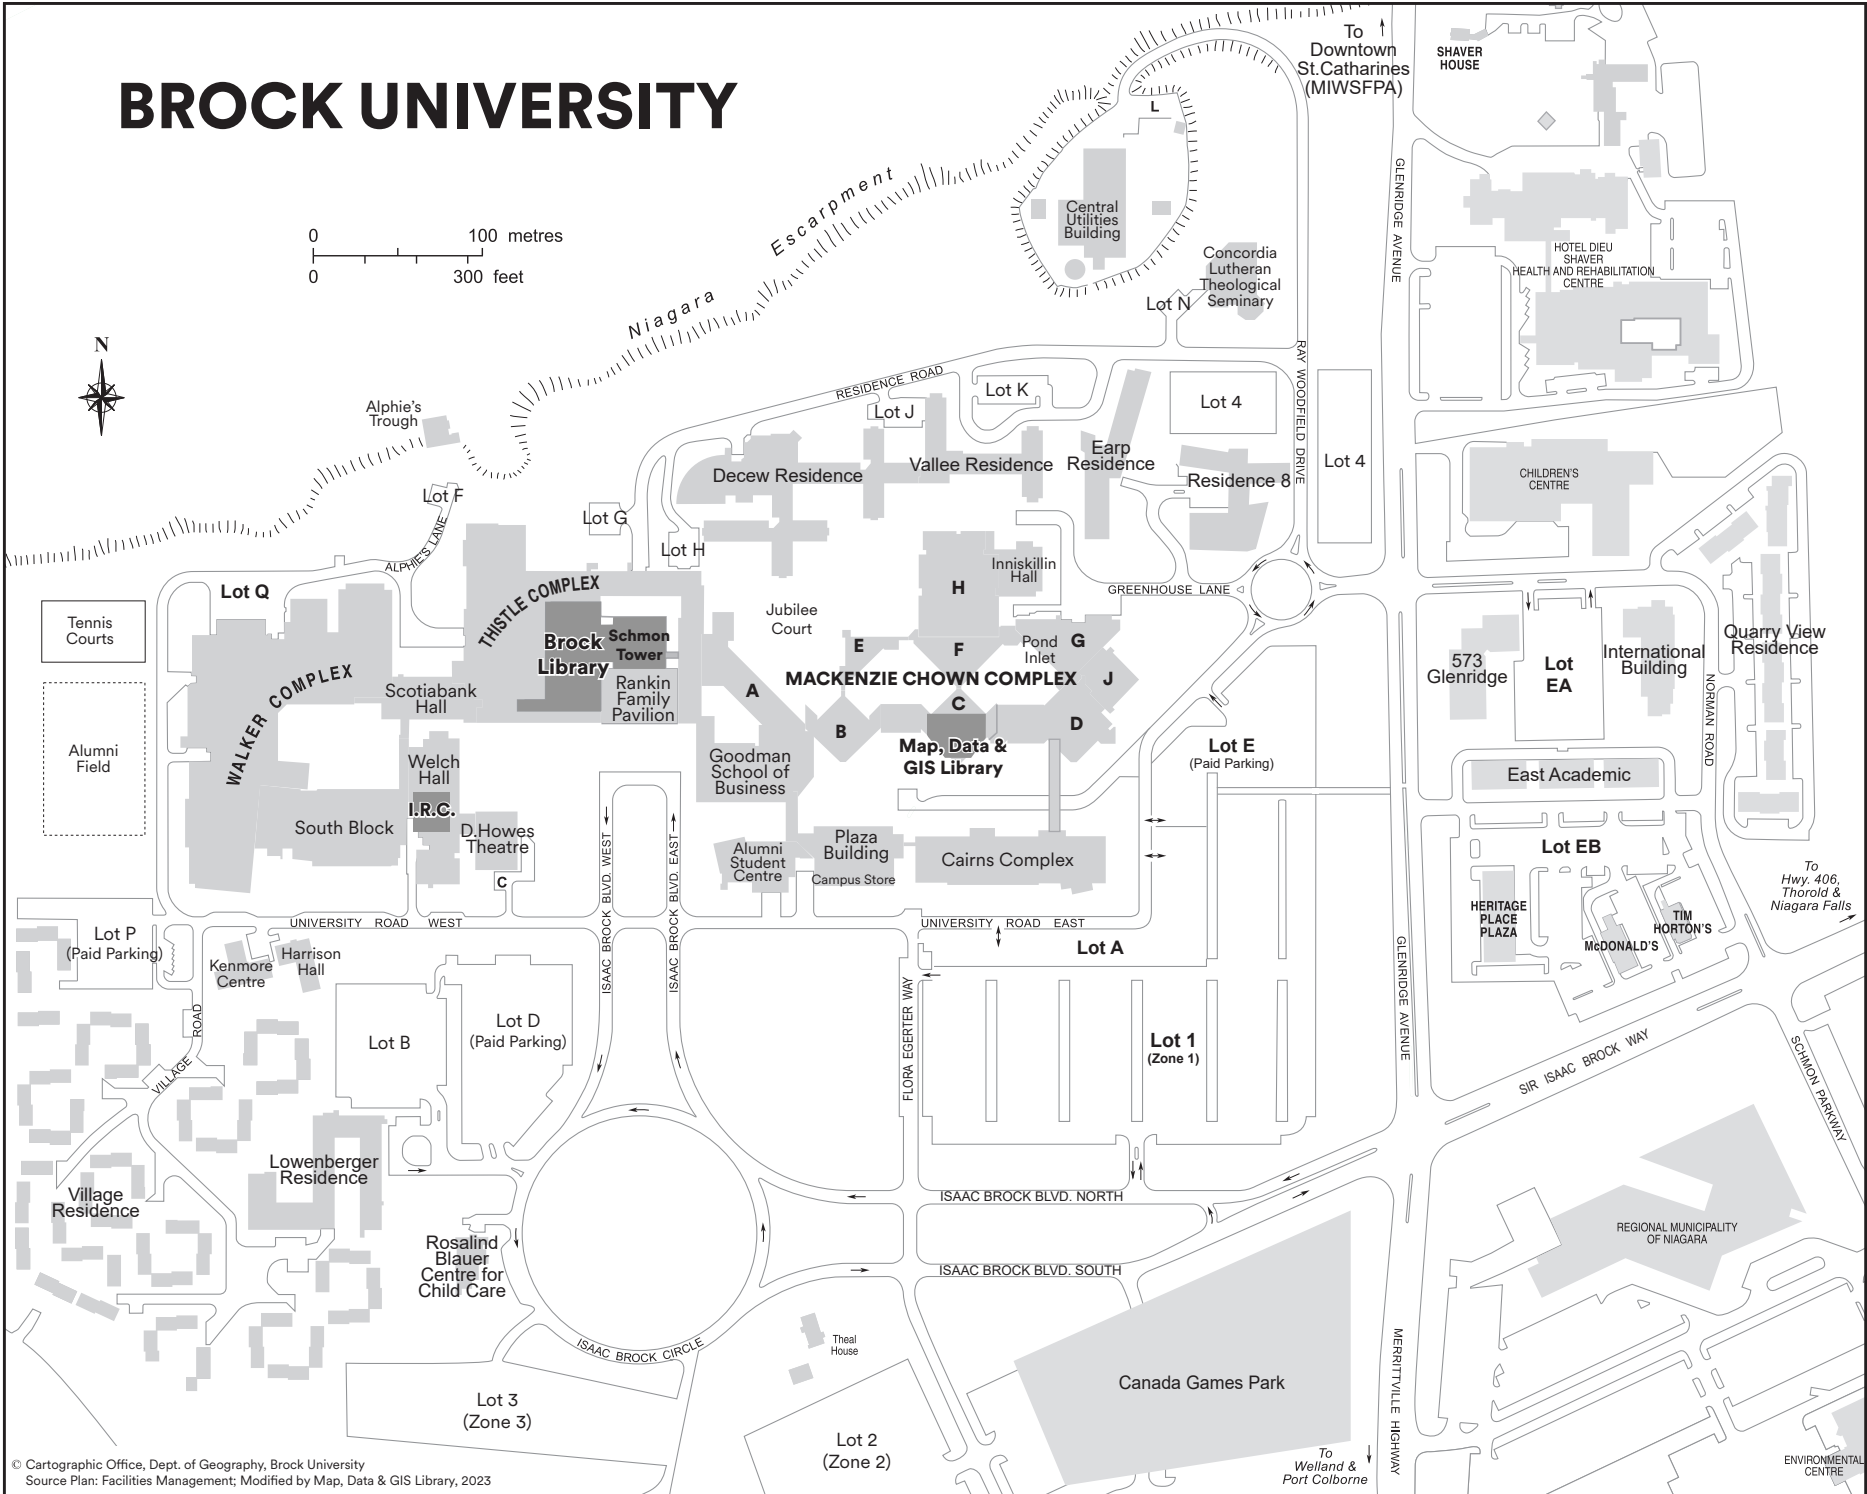 BROCK UNIVERSITY
0 100 metres
0 300 feet
N
Niagara Escarpment
To
Downtown
St.Catharines
(MIWSFPA)
SHAVER
HOUSE
L
Central
Utilities
Building
Concordia
Lutheran
Theological
Seminary
Lot N
GLENRIDGE AVENUE
HOTEL DIEU
SHAVER
HEALTH AND REHABILITATION
CENTRE
RAY WOODFIELD DRIVE
RESIDENCE ROAD
Lot K
Lot J
Lot 4
Lot 4
Alphie's
Trough
Decew Residence
Vallee Residence
Earp
Residence
Residence 8
CHILDREN'S
CENTRE
Lot F
ALPHIE'S LANE
Lot G
Lot H
Lot Q
THISTLE COMPLEX
Inniskillin
Hall
H
GREENHOUSE LANE
Tennis
Courts
Jubilee
Court
Brock
Library
Schmon
Tower
E
F
Pond
Inlet
G
573
Glenridge
Lot
EA
International
Building
Quarry View
Residence
WALKER COMPLEX
Scotiabank
Hall
Rankin
Family
Pavilion
A
MACKENZIE CHOWN COMPLEX
J
C
B
D
NORMAN ROAD
Alumni
Field
Welch
Hall
Goodman
School of
Business
Map, Data &
GIS Library
Lot E
(Paid Parking)
East Academic
I.R.C.
South Block
D.Howes
Theatre
C
ISAAC BROCK BLVD. WEST
ISAAC BROCK BLVD. EAST
Alumni
Student
Centre
Plaza
Building
Campus Store
Cairns Complex
Lot EB
To
Hwy. 406,
Thorold &
Niagara Falls
HERITAGE
PLACE
PLAZA
McDONALD'S
TIM
HORTON'S
UNIVERSITY ROAD WEST
UNIVERSITY ROAD EAST
Lot P
(Paid Parking)
Kenmore
Centre
Harrison
Hall
Lot A
GLENRIDGE AVENUE
VILLAGE ROAD
Lot B
Lot D
(Paid Parking)
FLORA EGERTER WAY
Lot 1
(Zone 1)
SIR ISAAC BROCK WAY
SCHMON PARKWAY
Lowenberger
Residence
Village
Residence
ISAAC BROCK BLVD. NORTH
REGIONAL MUNICIPALITY
OF NIAGARA
Rosalind
Blauer
Centre for
Child Care
ISAAC BROCK BLVD. SOUTH
ISAAC BROCK CIRCLE
Theal
House
MERRITTVILLE HIGHWAY
Canada Games Park
Lot 3
(Zone 3)
Lot 2
(Zone 2)
To
Welland &
Port Colborne
ENVIRONMENTAL
CENTRE
© Cartographic Office, Dept. of Geography, Brock University
Source Plan: Facilities Management; Modified by Map, Data & GIS Library, 2023